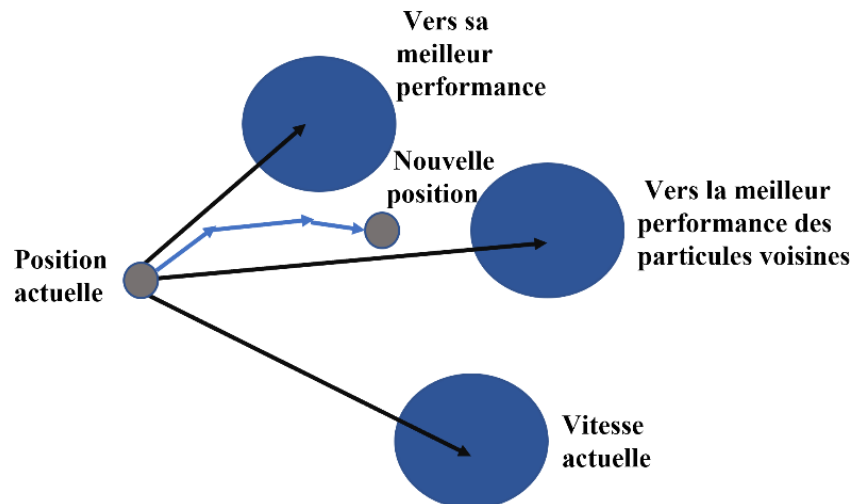 Vers sa
meilleur
performance
Nouvelle
position
Vers la meilleur
performance des
particules voisines
Position
actuelle
Vitesse
actuelle